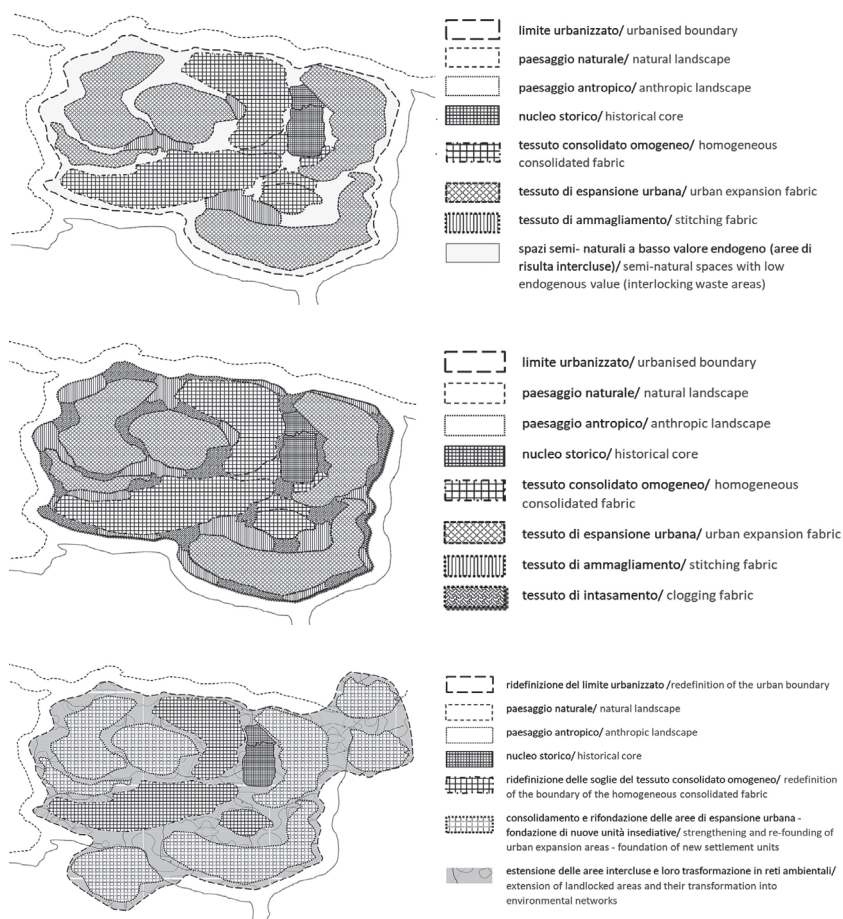 limite urbanizzato/ urbanised boundary
paesaggio naturale/ natural landscape
paesaggio antropico/ anthropic landscape
nucleo storico/ historical core
tessuto consolidato omogeneo/ homogeneous
consolidated fabric
tessuto di espansione urbana/ urban expansion fabric
tessuto di ammagliamento/ stitching fabric
spazi semi- naturali a basso valore endogeno (aree di
risulta intercluse)/ semi-natural spaces with low
endogenous value (interlocking waste areas)
limite urbanizzato/ urbanised boundary
paesaggio naturale/ natural landscape
paesaggio antropico/ anthropic landscape
nucleo storico/ historical core
tessuto consolidato omogeneo/ homogeneous
consolidated fabric
tessuto di espansione urbana/ urban expansion fabric
tessuto di ammagliamento/ stitching fabric
tessuto di intasamento/ clogging fabric
ridefinizione del limite urbanizzato /redefinition of the urban boundary
paesaggio naturale/ natural landscape
paesaggio antropico/ anthropic landscape
nucleo storico/ historical core
ridefinizione delle soglie del tessuto consolidato omogeneo/ redefinition
of the boundary of the homogeneous consolidated fabric
consolidamento e rifondazione delle aree di espansione urbana -
fondazione di nuove unità insediative/ strengthening and re-founding of
urban expansion areas - foundation of new settlement units
estensione delle aree intercluse e loro trasformazione in reti ambientali/
extension of landlocked areas and their transformation into
environmental networks